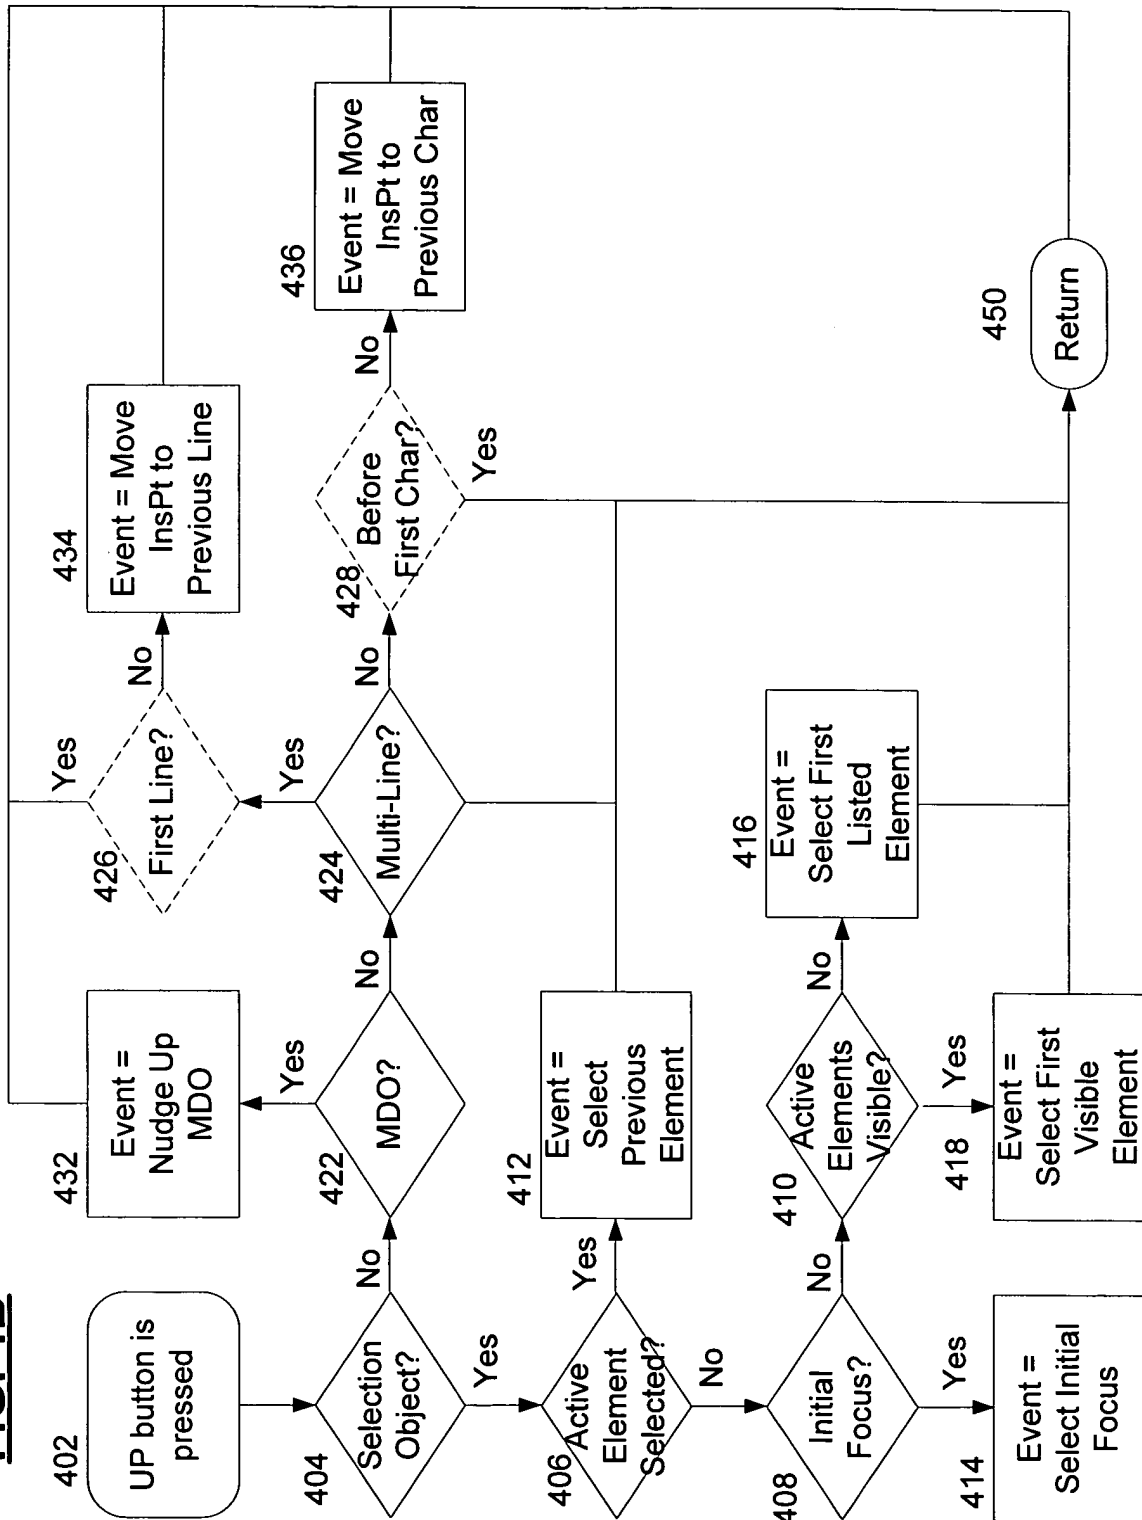 402
UP button is
pressed
404
Selection
Object?
No
Yes
422
MDO?
Yes
No
432
Event =
Nudge Up
MDO
424
Multi-Line?
Yes
No
426
First Line?
Yes
No
434
Event = Move
InsPt to
Previous Line
428
Before
First Char?
No
Yes
436
Event = Move
InsPt to
Previous Char
406
Active
Element
Selected?
Yes
No
412
Event =
Select
Previous
Element
408
Initial
Focus?
No
Yes
410
Active
Elements
Visible?
No
Yes
416
Event =
Select First
Listed
Element
414
Event =
Select Initial
Focus
418
Event =
Select First
Visible
Element
450
Return